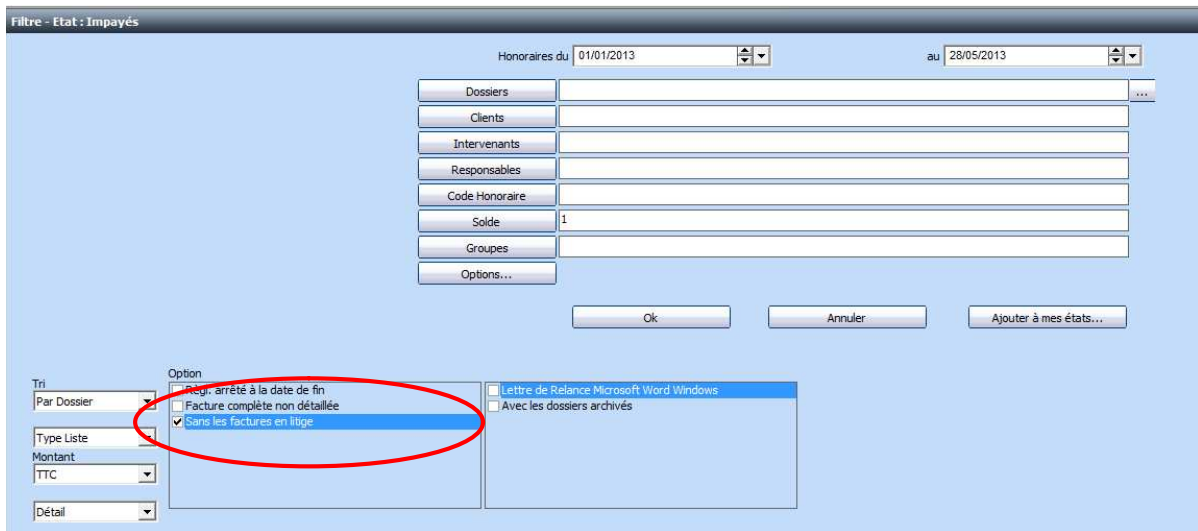 Filtre - Etat : Impayés
Honoraires du 01/01/2013 au 28/05/2013
Dossiers ...
Clients
Intervenants
Responsables
Code Honoraire
Solde 1
Groupes
Options...
Ok Annuler Ajouter à mes états...
Tri
Par Dossier
Type Liste
Montant
TTC
Détail
Option
Règl. arrêté à la date de fin
Facture complète non détaillée
Sans les factures en litige
Lettre de Relance Microsoft Word Windows
Avec les dossiers archivés